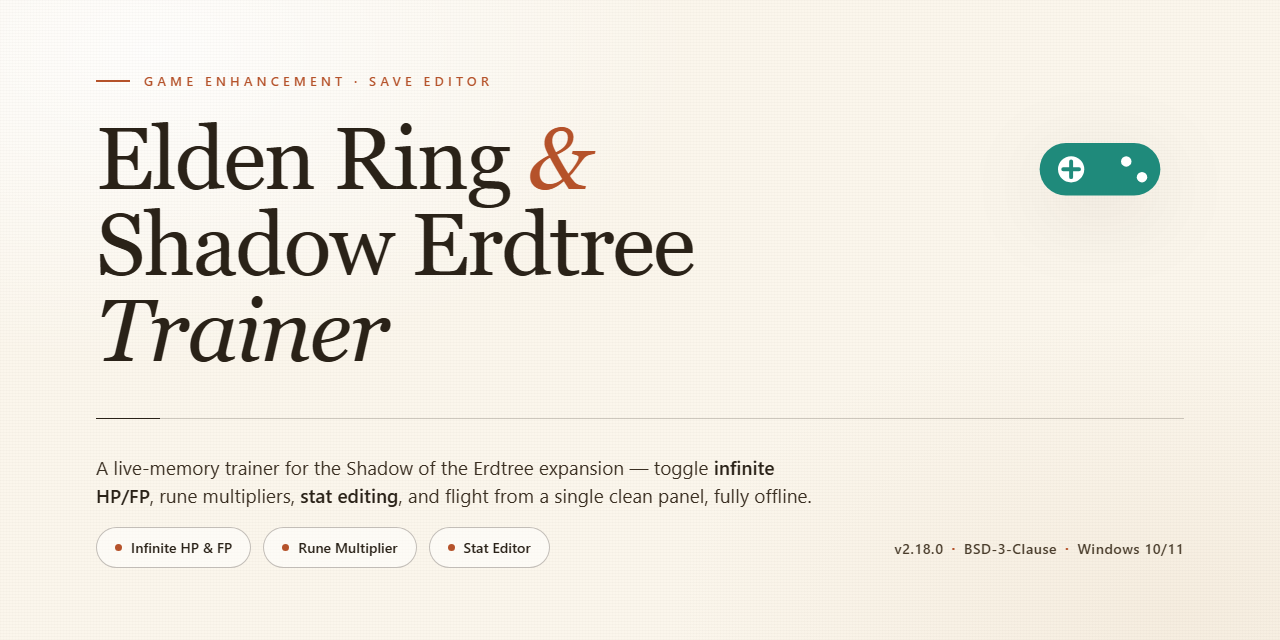 GAME ENHANCEMENT · SAVE EDITOR
Elden Ring &
Shadow Erdtree
Trainer
A live-memory trainer for the Shadow of the Erdtree expansion — toggle infinite
HP/FP, rune multipliers, stat editing, and flight from a single clean panel, fully offline.
Infinite HP & FP
Rune Multiplier
Stat Editor
v2.18.0 · BSD-3-Clause · Windows 10/11